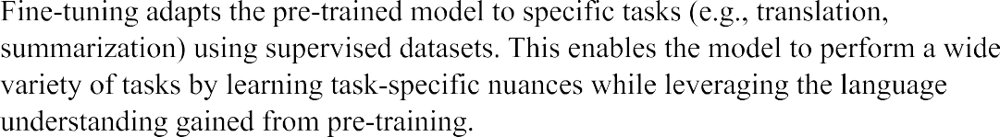 Fine-tuning adapts the pre-trained model to specific tasks (e.g., translation,
summarization) using supervised datasets. This enables the model to perform a wide
variety of tasks by learning task-specific nuances while leveraging the language
understanding gained from pre-training.